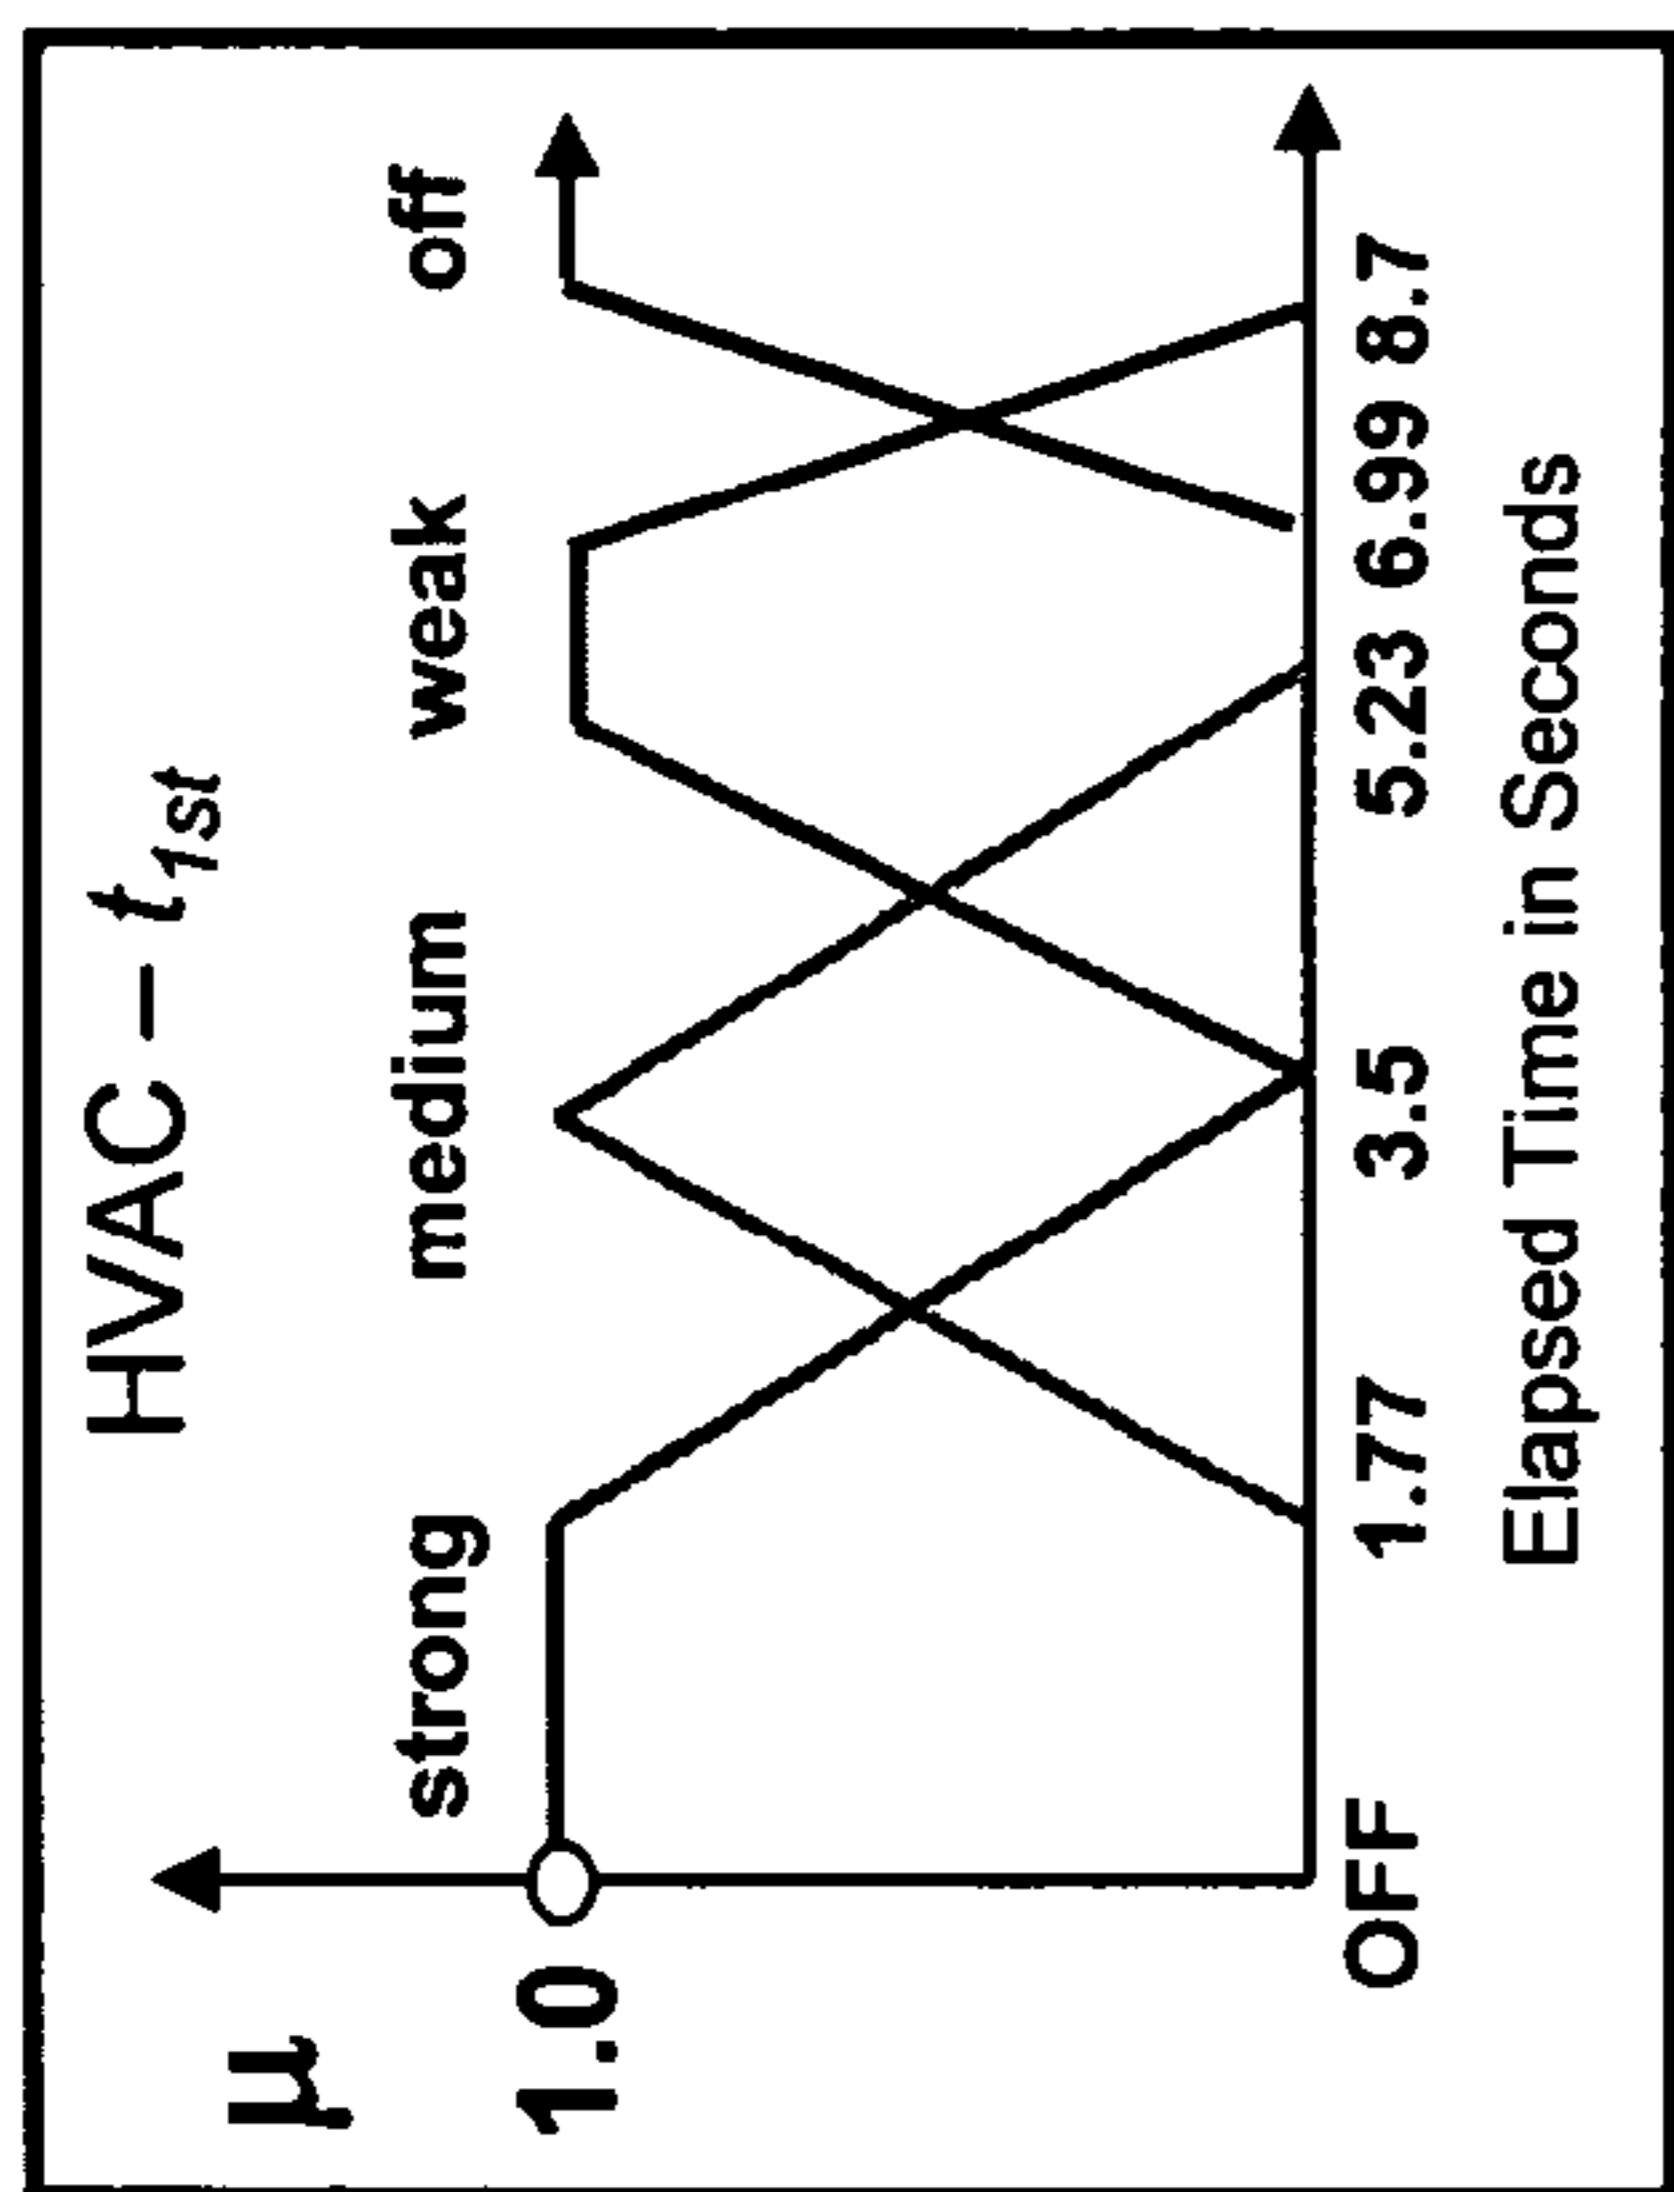 HVAC – t1st
µ
strong medium weak off
1.0
OFF 1.77 3.5 5.23 6.99 8.7
Elapsed Time in Seconds